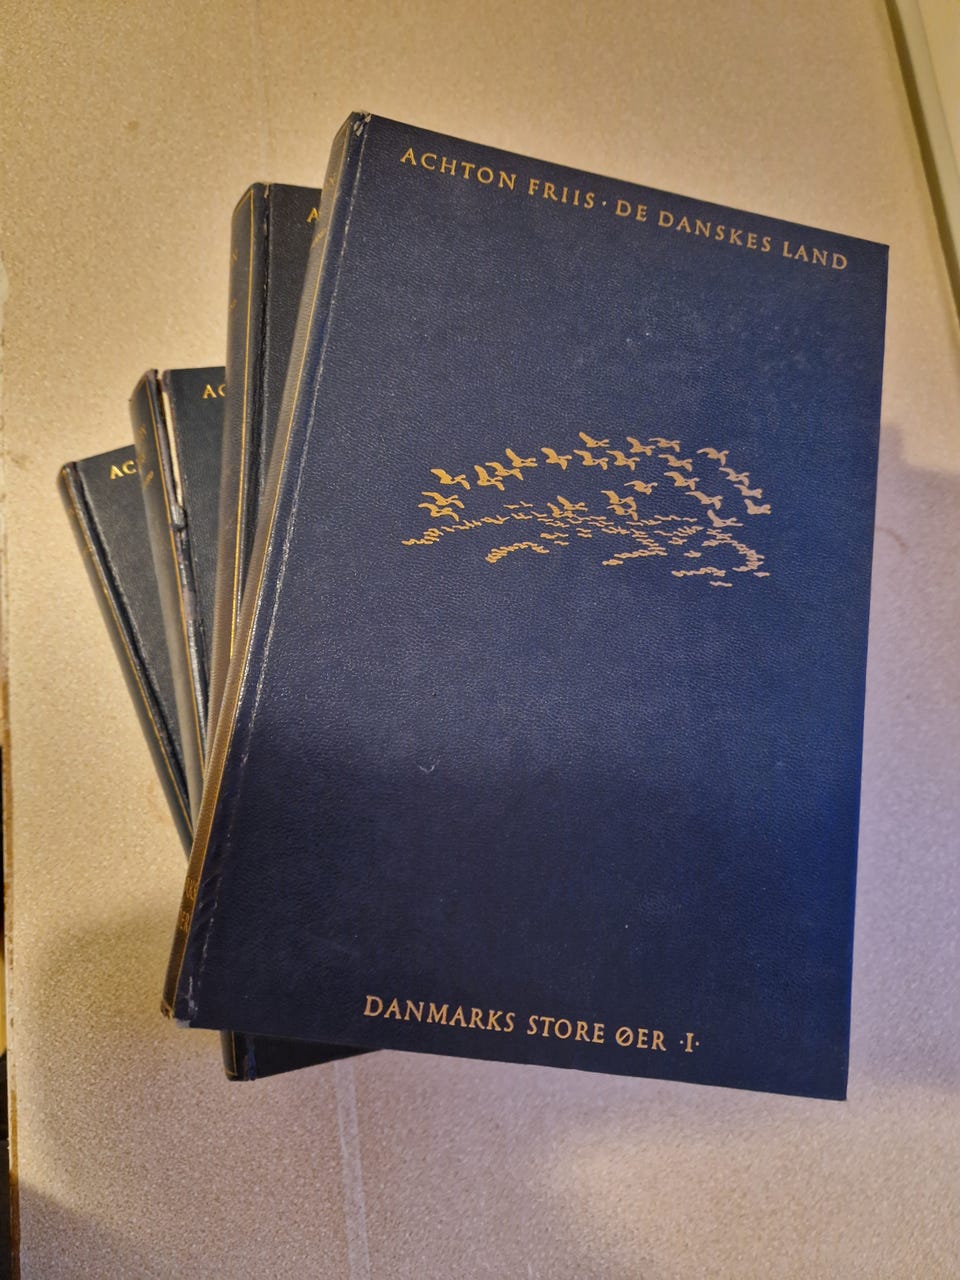 ACHTON FRIIS · DE DANSKES LAND
DANMARKS STORE ØER ·I·